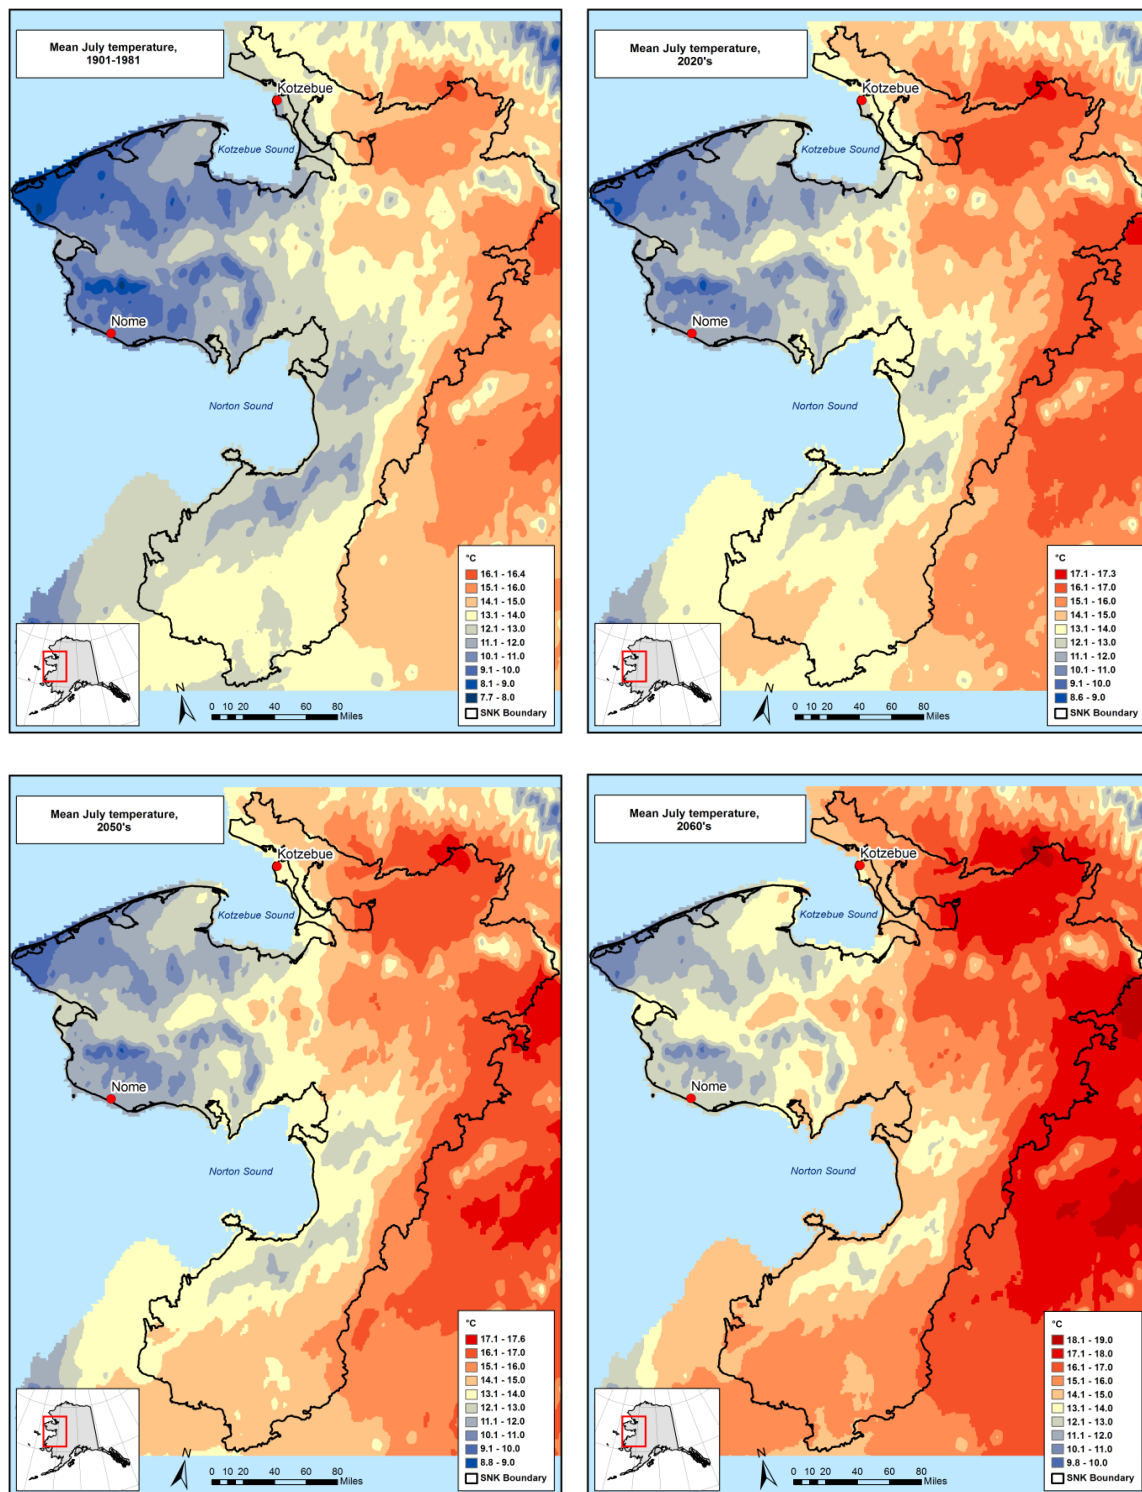 Mean July temperature,
1901-1981
Kotzebue
Kotzebue Sound
Nome
Norton Sound
°C
16.1 - 16.4
15.1 - 16.0
14.1 - 15.0
13.1 - 14.0
12.1 - 13.0
11.1 - 12.0
10.1 - 11.0
9.1 - 10.0
8.1 - 9.0
7.7 - 8.0
SNK Boundary
N
0 10 20 40 60 80
Miles
Mean July temperature,
2020's
Kotzebue
Kotzebue Sound
Nome
Norton Sound
°C
17.1 - 17.3
16.1 - 17.0
15.1 - 16.0
14.1 - 15.0
13.1 - 14.0
12.1 - 13.0
11.1 - 12.0
10.1 - 11.0
9.1 - 10.0
8.6 - 9.0
SNK Boundary
N
0 10 20 40 60 80
Miles
Mean July temperature,
2050's
Kotzebue
Kotzebue Sound
Nome
Norton Sound
°C
17.1 - 17.6
16.1 - 17.0
15.1 - 16.0
14.1 - 15.0
13.1 - 14.0
12.1 - 13.0
11.1 - 12.0
10.1 - 11.0
9.1 - 10.0
8.8 - 9.0
SNK Boundary
N
0 10 20 40 60 80
Miles
Mean July temperature,
2060's
Kotzebue
Kotzebue Sound
Nome
Norton Sound
°C
18.1 - 19.0
17.1 - 18.0
16.1 - 17.0
15.1 - 16.0
14.1 - 15.0
13.1 - 14.0
12.1 - 13.0
11.1 - 12.0
10.1 - 11.0
9.8 - 10.0
SNK Boundary
N
0 10 20 40 60 80
Miles